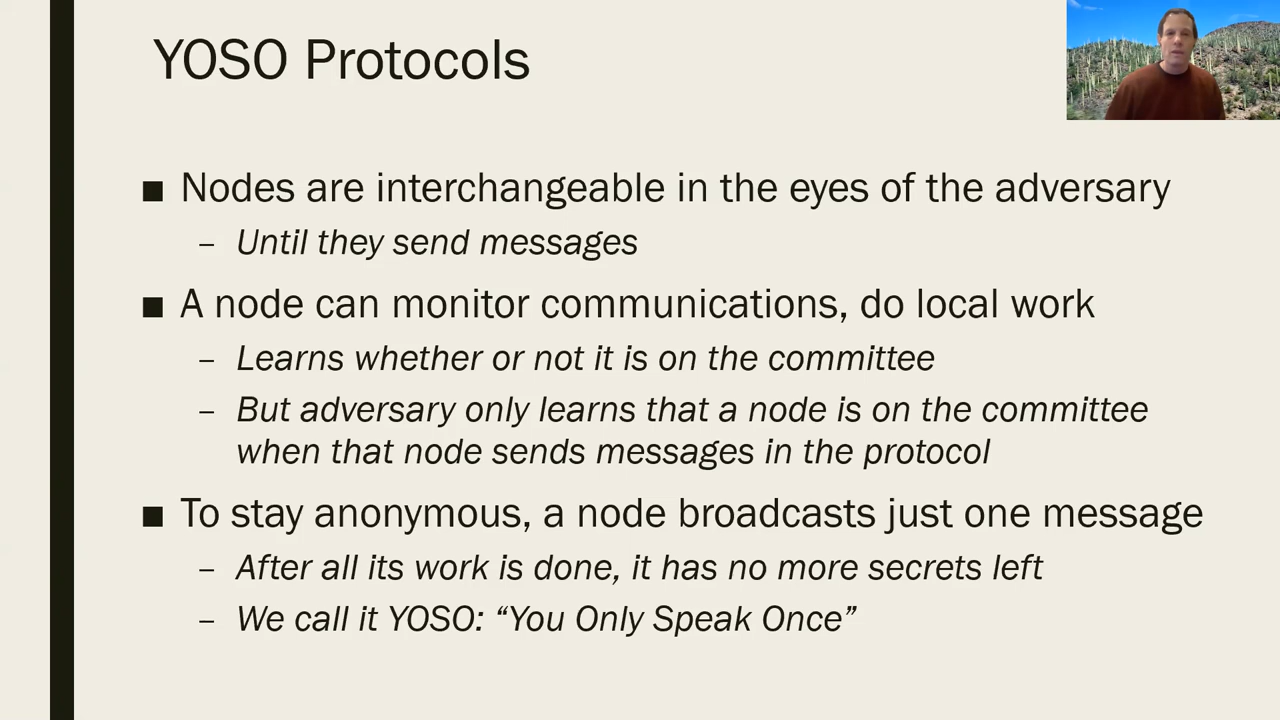 YOSO Protocols
■ Nodes are interchangeable in the eyes of the adversary
– Until they send messages
■ A node can monitor communications, do local work
– Learns whether or not it is on the committee
– But adversary only learns that a node is on the committee
when that node sends messages in the protocol
■ To stay anonymous, a node broadcasts just one message
– After all its work is done, it has no more secrets left
– We call it YOSO: “You Only Speak Once”